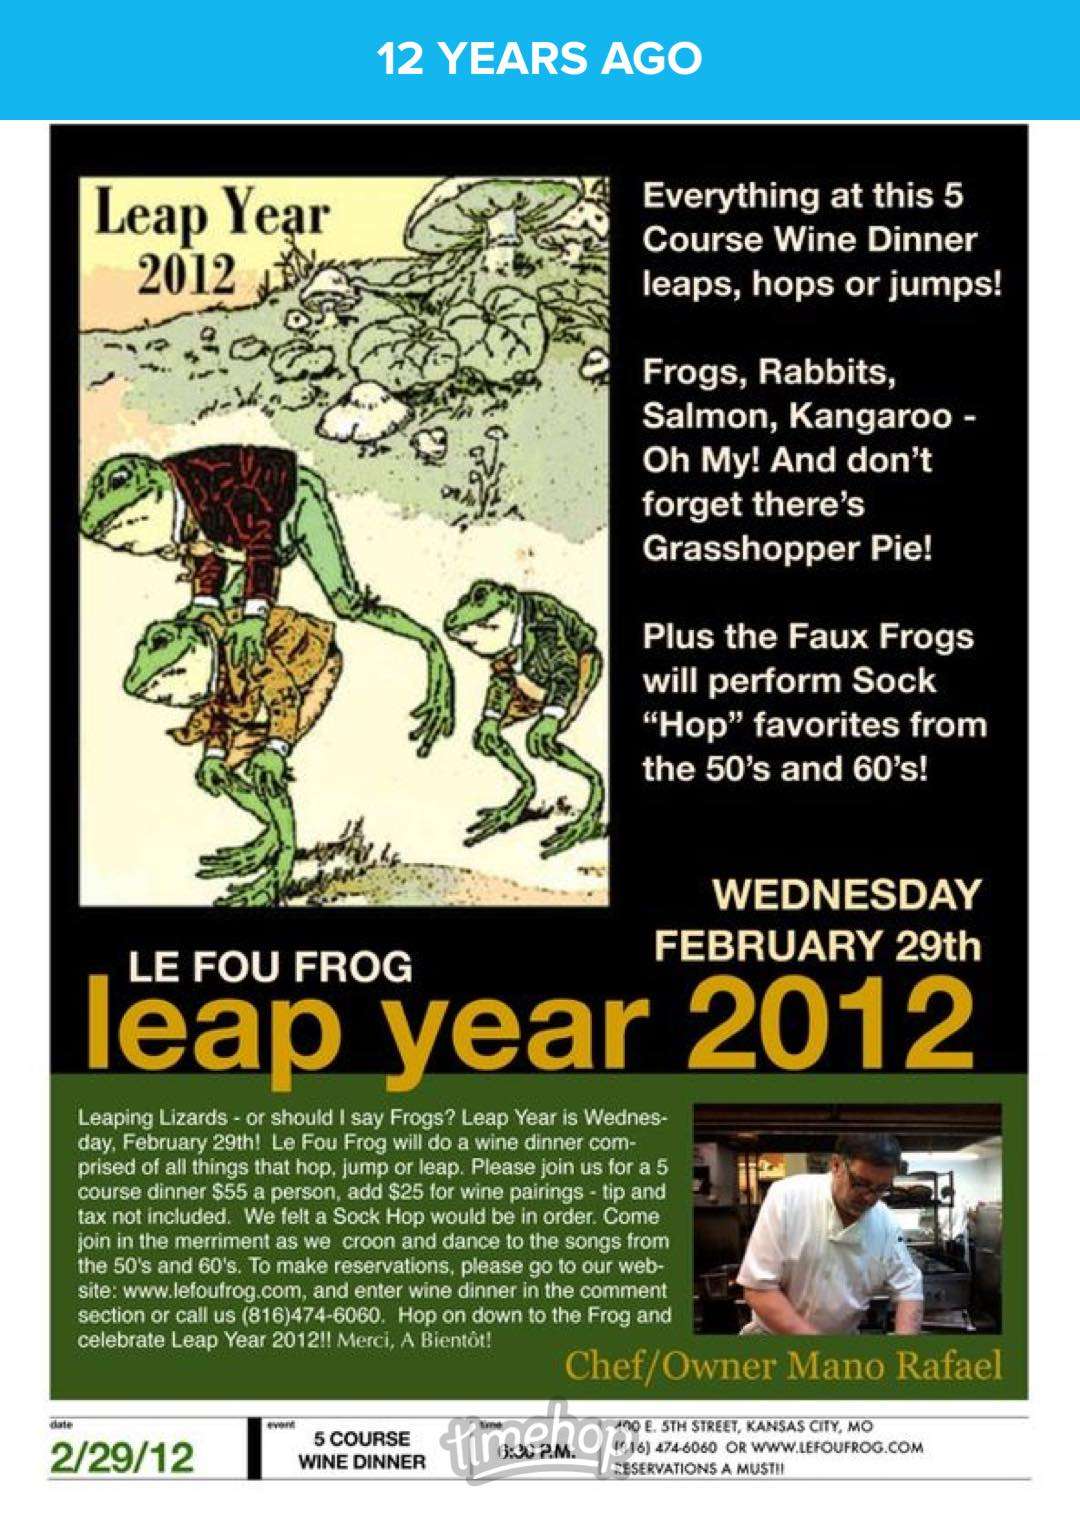 12 YEARS AGO
Leap Year
2012
Everything at this 5
Course Wine Dinner
leaps, hops or jumps!
Frogs, Rabbits,
Salmon, Kangaroo -
Oh My! And don't
forget there's
Grasshopper Pie!
Plus the Faux Frogs
will perform Sock
“Hop” favorites from
the 50's and 60's!
WEDNESDAY
FEBRUARY 29th
LE FOU FROG
leap year 2012
Leaping Lizards - or should I say Frogs? Leap Year is Wednes-
day, February 29th!  Le Fou Frog will do a wine dinner com-
prised of all things that hop, jump or leap. Please join us for a 5
course dinner $55 a person, add $25 for wine pairings - tip and
tax not included.  We felt a Sock Hop would be in order. Come
join in the merriment as we  croon and dance to the songs from
the 50's and 60's. To make reservations, please go to our web-
site: www.lefoufrog.com, and enter wine dinner in the comment
section or call us (816)474-6060.  Hop on down to the Frog and
celebrate Leap Year 2012!! Merci, A Bientôt!
Chef/Owner Mano Rafael
date
2/29/12
event
5 COURSE
WINE DINNER
time
6:30 P.M.
timehop
400 E. 5TH STREET, KANSAS CITY, MO
(816) 474-6060  OR WWW.LEFOUFROG.COM
RESERVATIONS A MUST!!